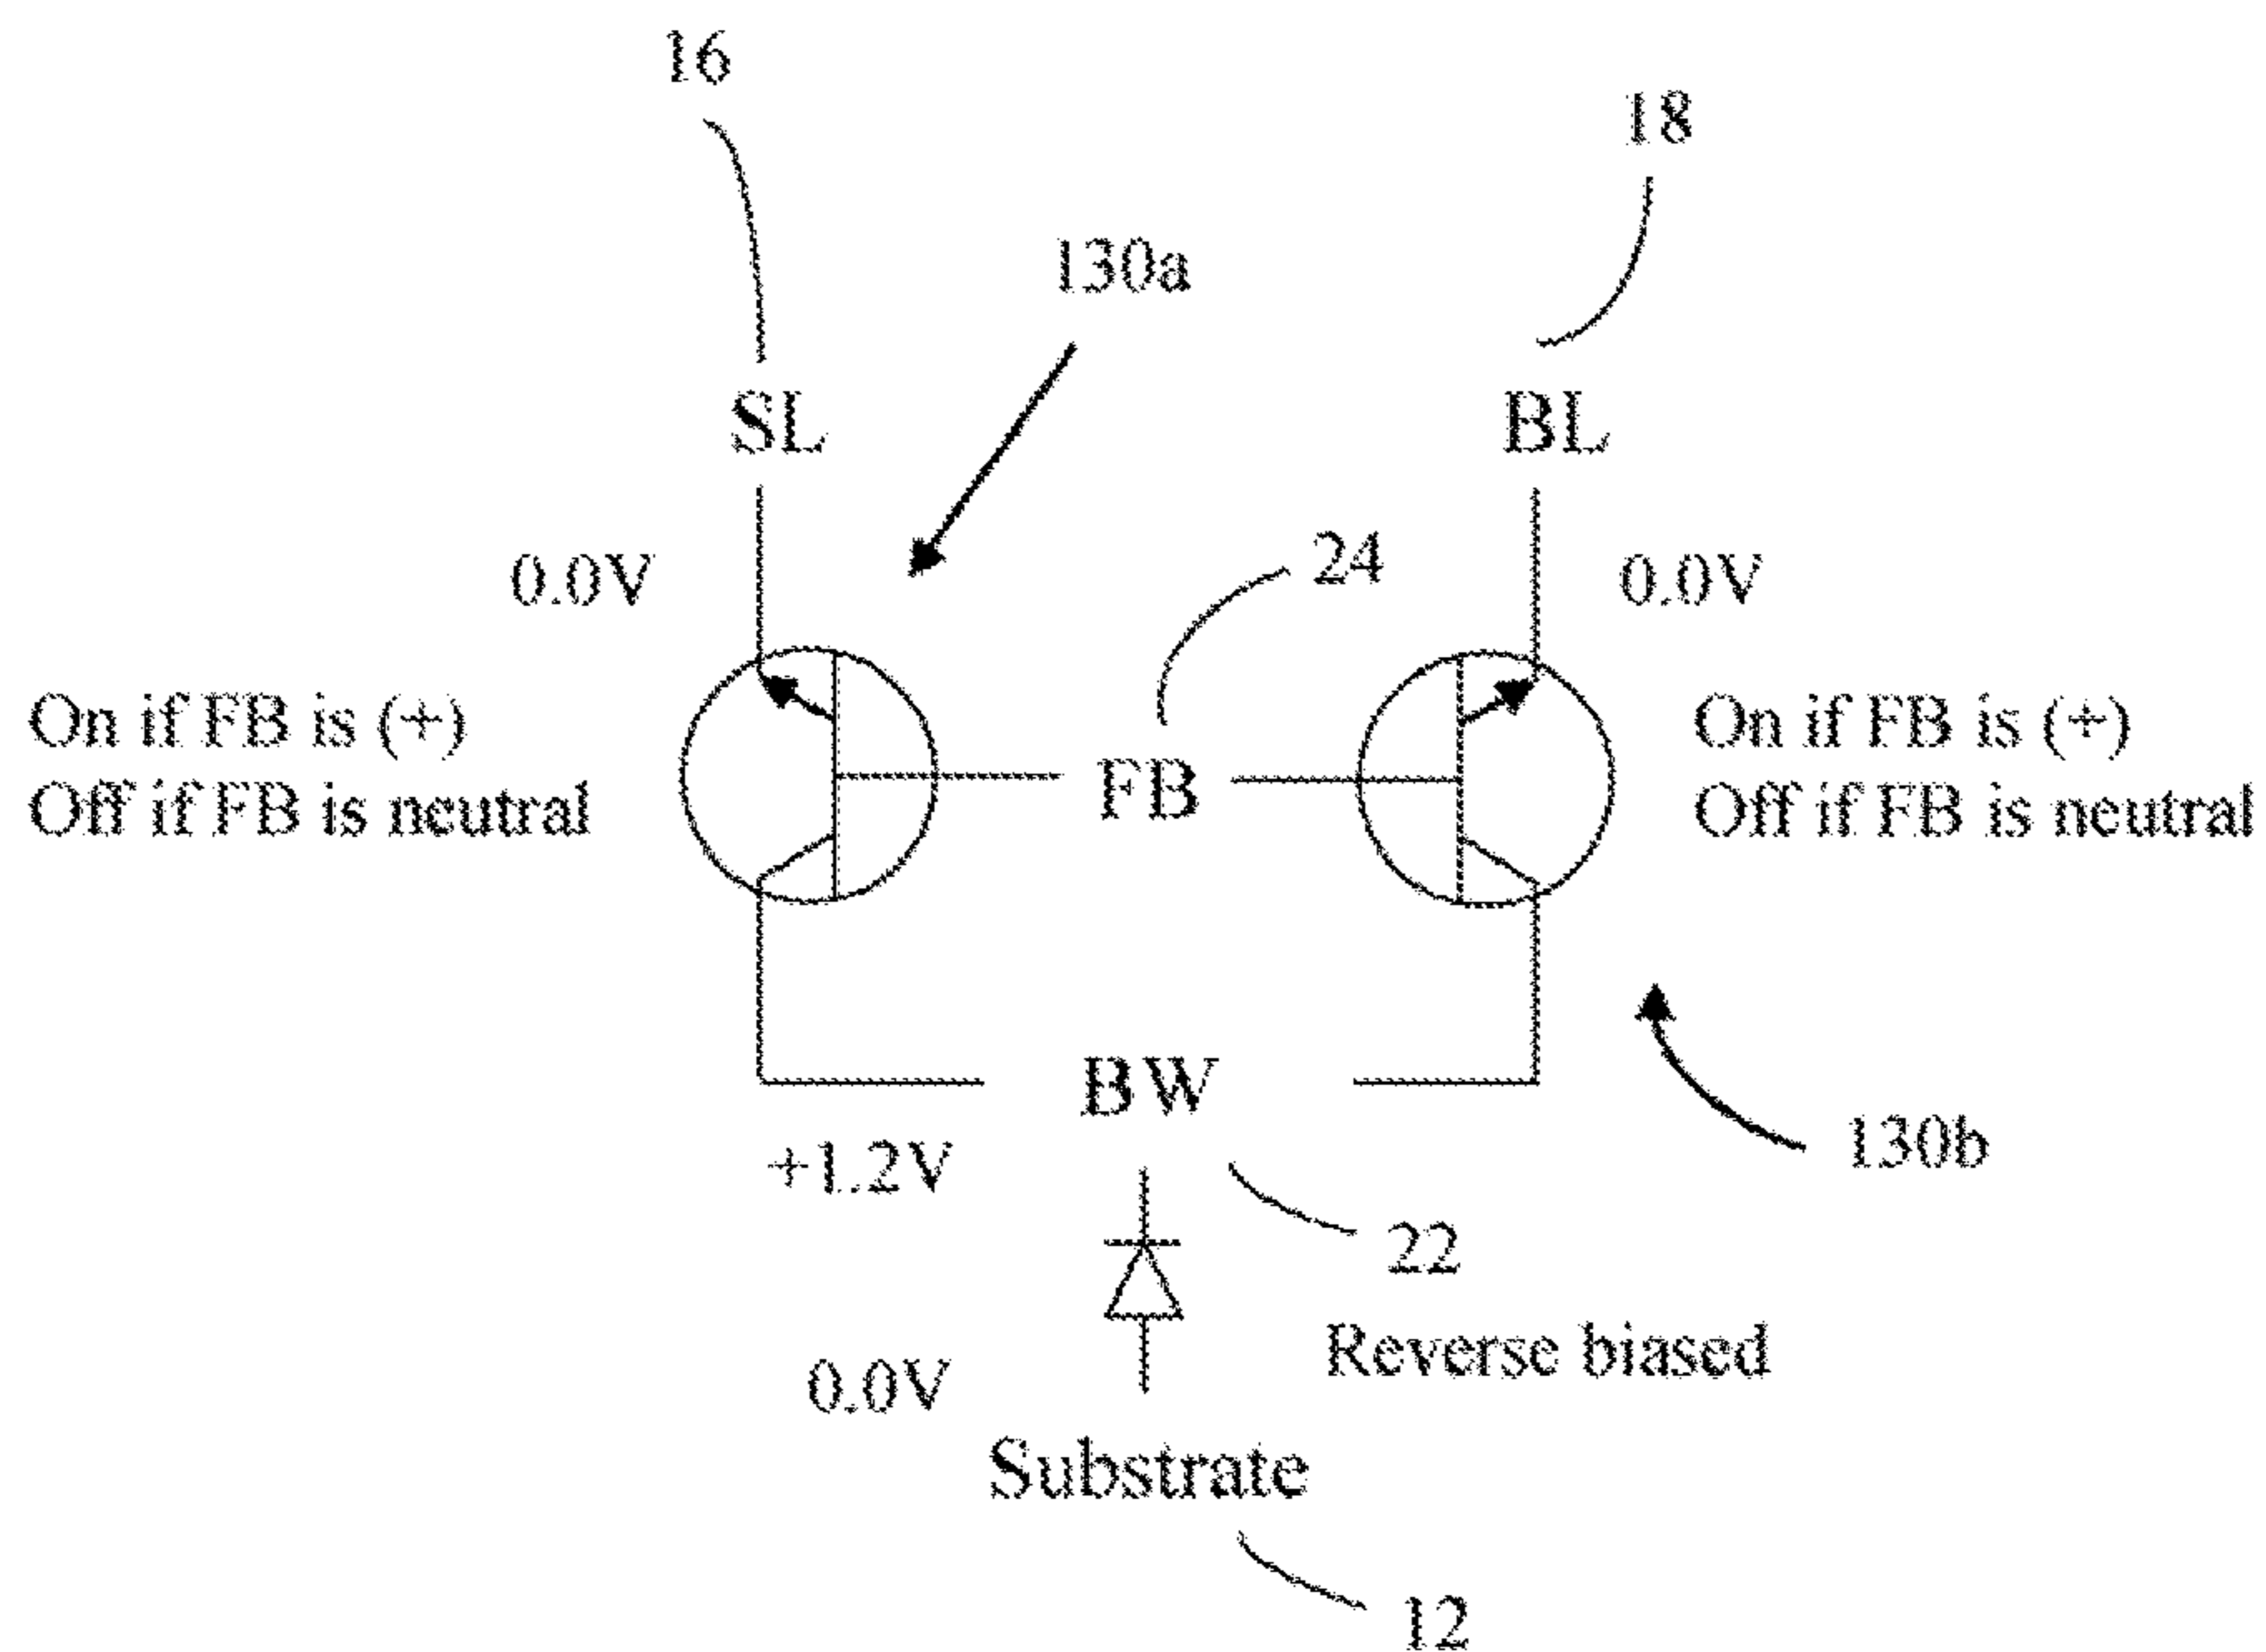 16
18
130a
SL
BL
0.0V
24
0.0V
On if FB is (+)
Off if FB is neutral
FB
On if FB is (+)
Off if FB is neutral
BW
+1.2V
130b
22
Reverse biased
0.0V
Substrate
12